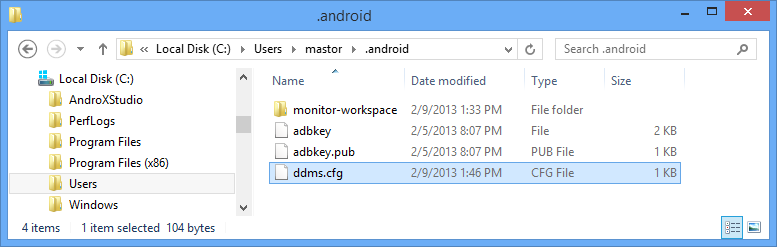 .android
Local Disk (C:) Users mastor .android
Search .android
Local Disk (C:)
AndroXStudio
PerfLogs
Program Files
Program Files (x86)
Users
Windows
Name Date modified Type Size
monitor-workspace 2/9/2013 1:33 PM File folder
adbkey 2/5/2013 8:07 PM File 2 KB
adbkey.pub 2/5/2013 8:07 PM PUB File 1 KB
ddms.cfg 2/9/2013 1:46 PM CFG File 1 KB
4 items 1 item selected 104 bytes